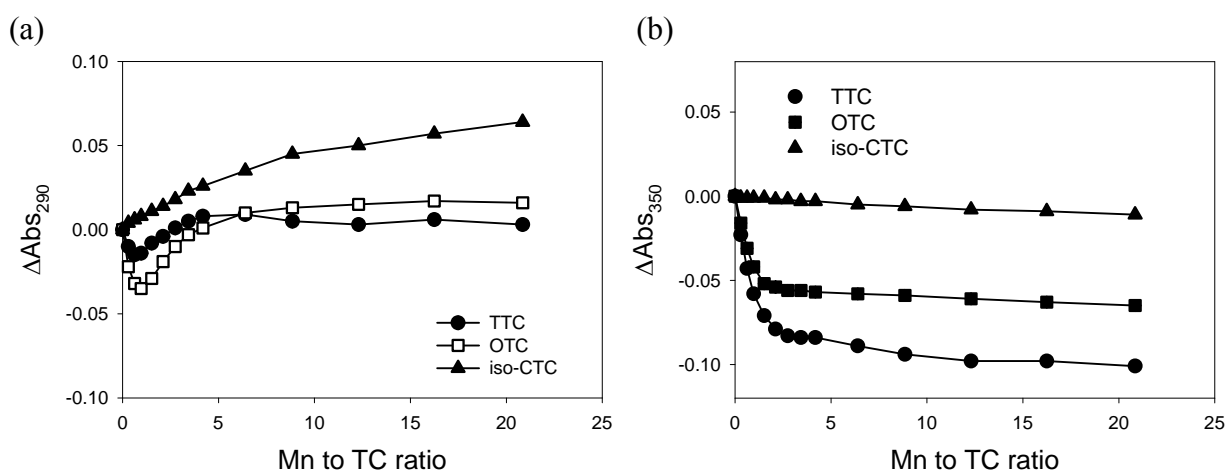 (a)
0.10
0.05
0.00
-0.05
-0.10
ΔAbs290
TTC
OTC
iso-CTC
0 5 10 15 20 25
Mn to TC ratio
(b)
0.05
0.00
-0.05
-0.10
ΔAbs350
TTC
OTC
iso-CTC
0 5 10 15 20 25
Mn to TC ratio